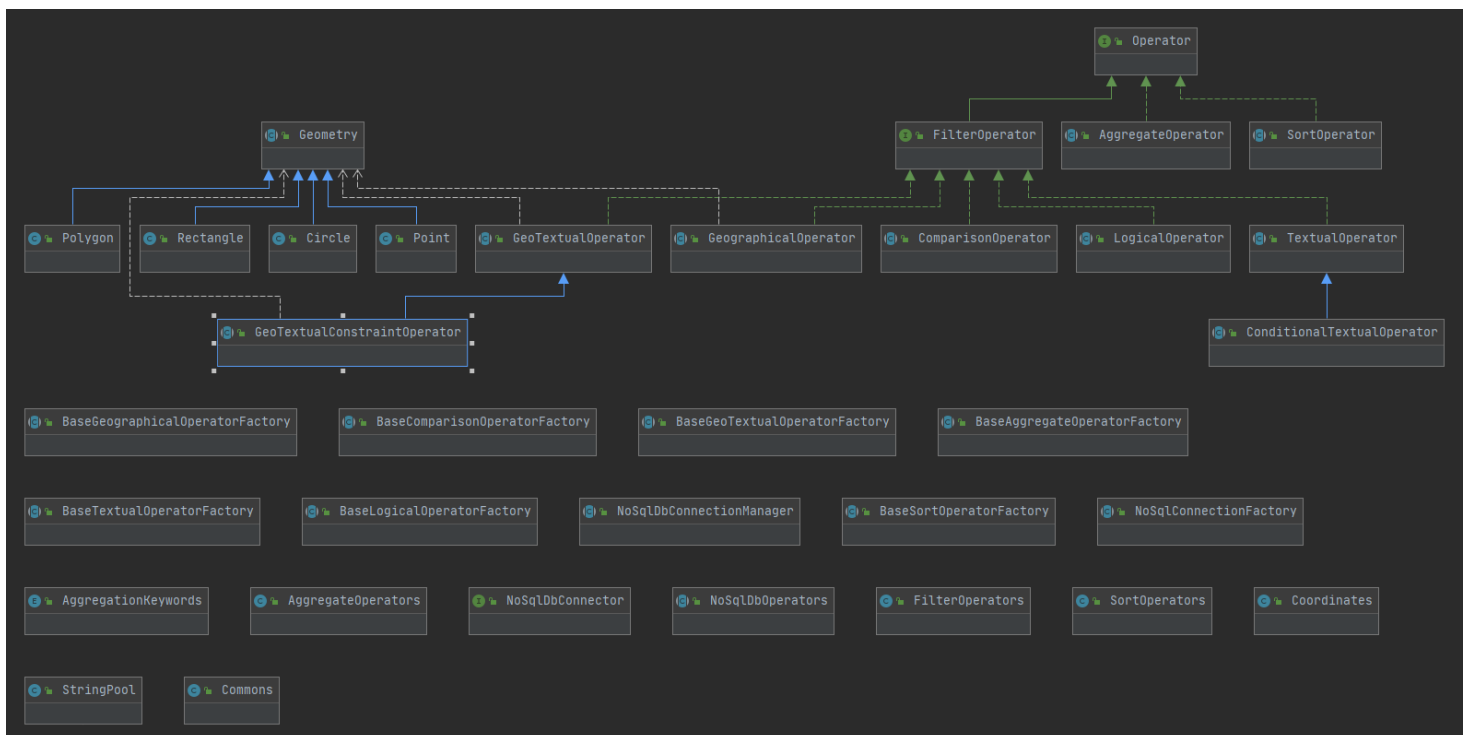 Operator
Geometry
FilterOperator
AggregateOperator
SortOperator
Polygon
Rectangle
Circle
Point
GeoTextualOperator
GeographicalOperator
ComparisonOperator
LogicalOperator
TextualOperator
GeoTextualConstraintOperator
ConditionalTextualOperator
BaseGeographicalOperatorFactory
BaseComparisonOperatorFactory
BaseGeoTextualOperatorFactory
BaseAggregateOperatorFactory
BaseTextualOperatorFactory
BaseLogicalOperatorFactory
NoSqlDbConnectionManager
BaseSortOperatorFactory
NoSqlConnectionFactory
AggregationKeywords
AggregateOperators
NoSqlDbConnector
NoSqlDbOperators
FilterOperators
SortOperators
Coordinates
StringPool
Commons